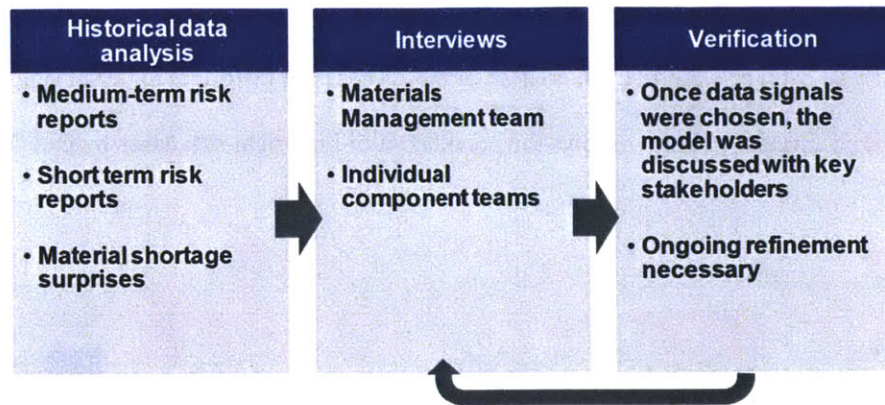 Historical data
analysis
• Medium-term risk
reports
• Short term risk
reports
• Material shortage
surprises
Interviews
• Materials
Management team
• Individual
component teams
Verification
• Once data signals
were chosen, the
model was
discussed with key
stakeholders
• Ongoing refinement
necessary